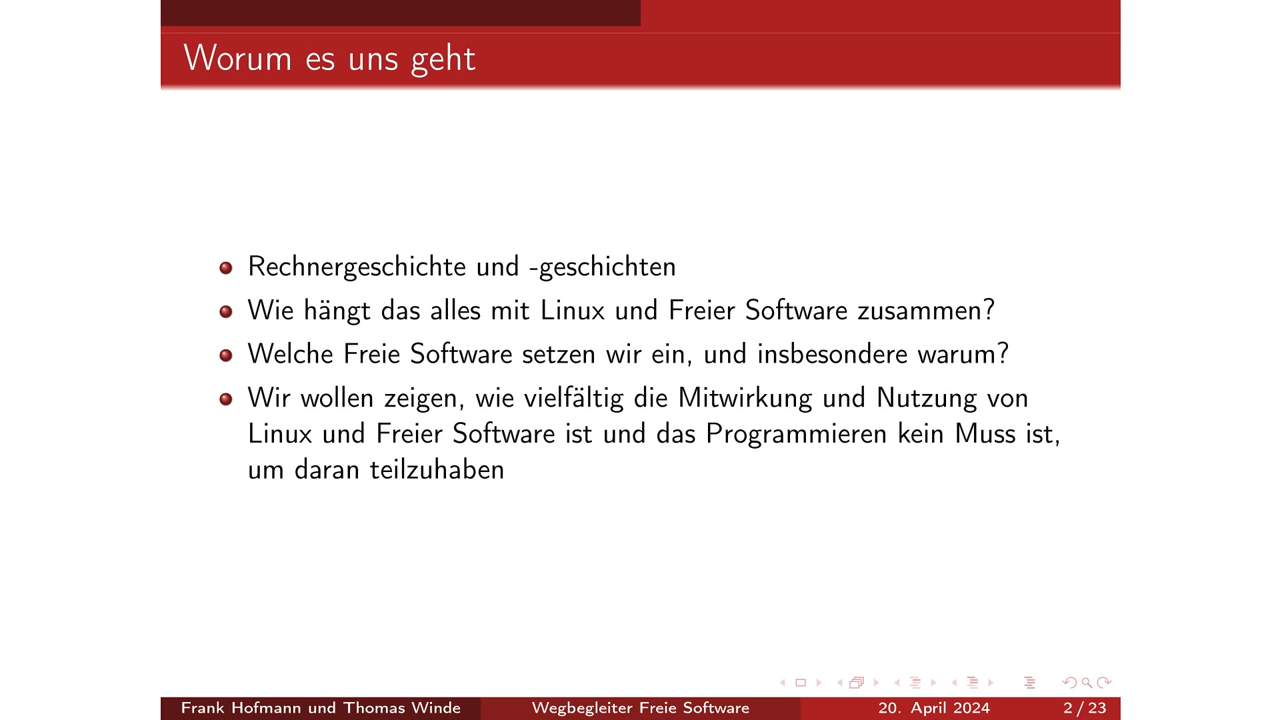 Worum es uns geht
Rechnergeschichte und -geschichten
Wie hängt das alles mit Linux und Freier Software zusammen?
Welche Freie Software setzen wir ein, und insbesondere warum?
Wir wollen zeigen, wie vielfältig die Mitwirkung und Nutzung von
Linux und Freier Software ist und das Programmieren kein Muss ist,
um daran teilzuhaben
Frank Hofmann und Thomas Winde
Wegbegleiter Freie Software
20. April 2024
2 / 23